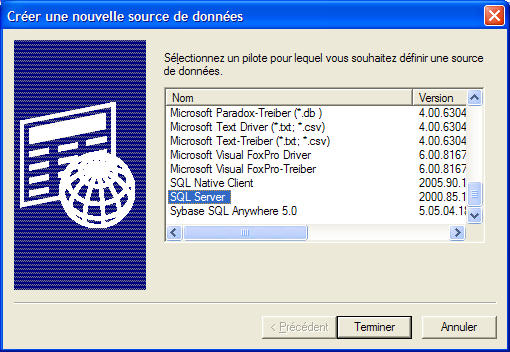 Créer une nouvelle source de données
Sélectionnez un pilote pour lequel vous souhaitez définir une source
de données.
Nom Version
Microsoft Paradox-Treiber (*.db ) 4.00.6304
Microsoft Text Driver (*.txt; *.csv) 4.00.6304
Microsoft Text-Treiber (*.txt; *.csv) 4.00.6304
Microsoft Visual FoxPro Driver 6.00.8167
Microsoft Visual FoxPro-Treiber 6.00.8167
SQL Native Client 2005.90.1
SQL Server 2000.85.1
Sybase SQL Anywhere 5.0 5.05.04.18
< Précédent Terminer Annuler